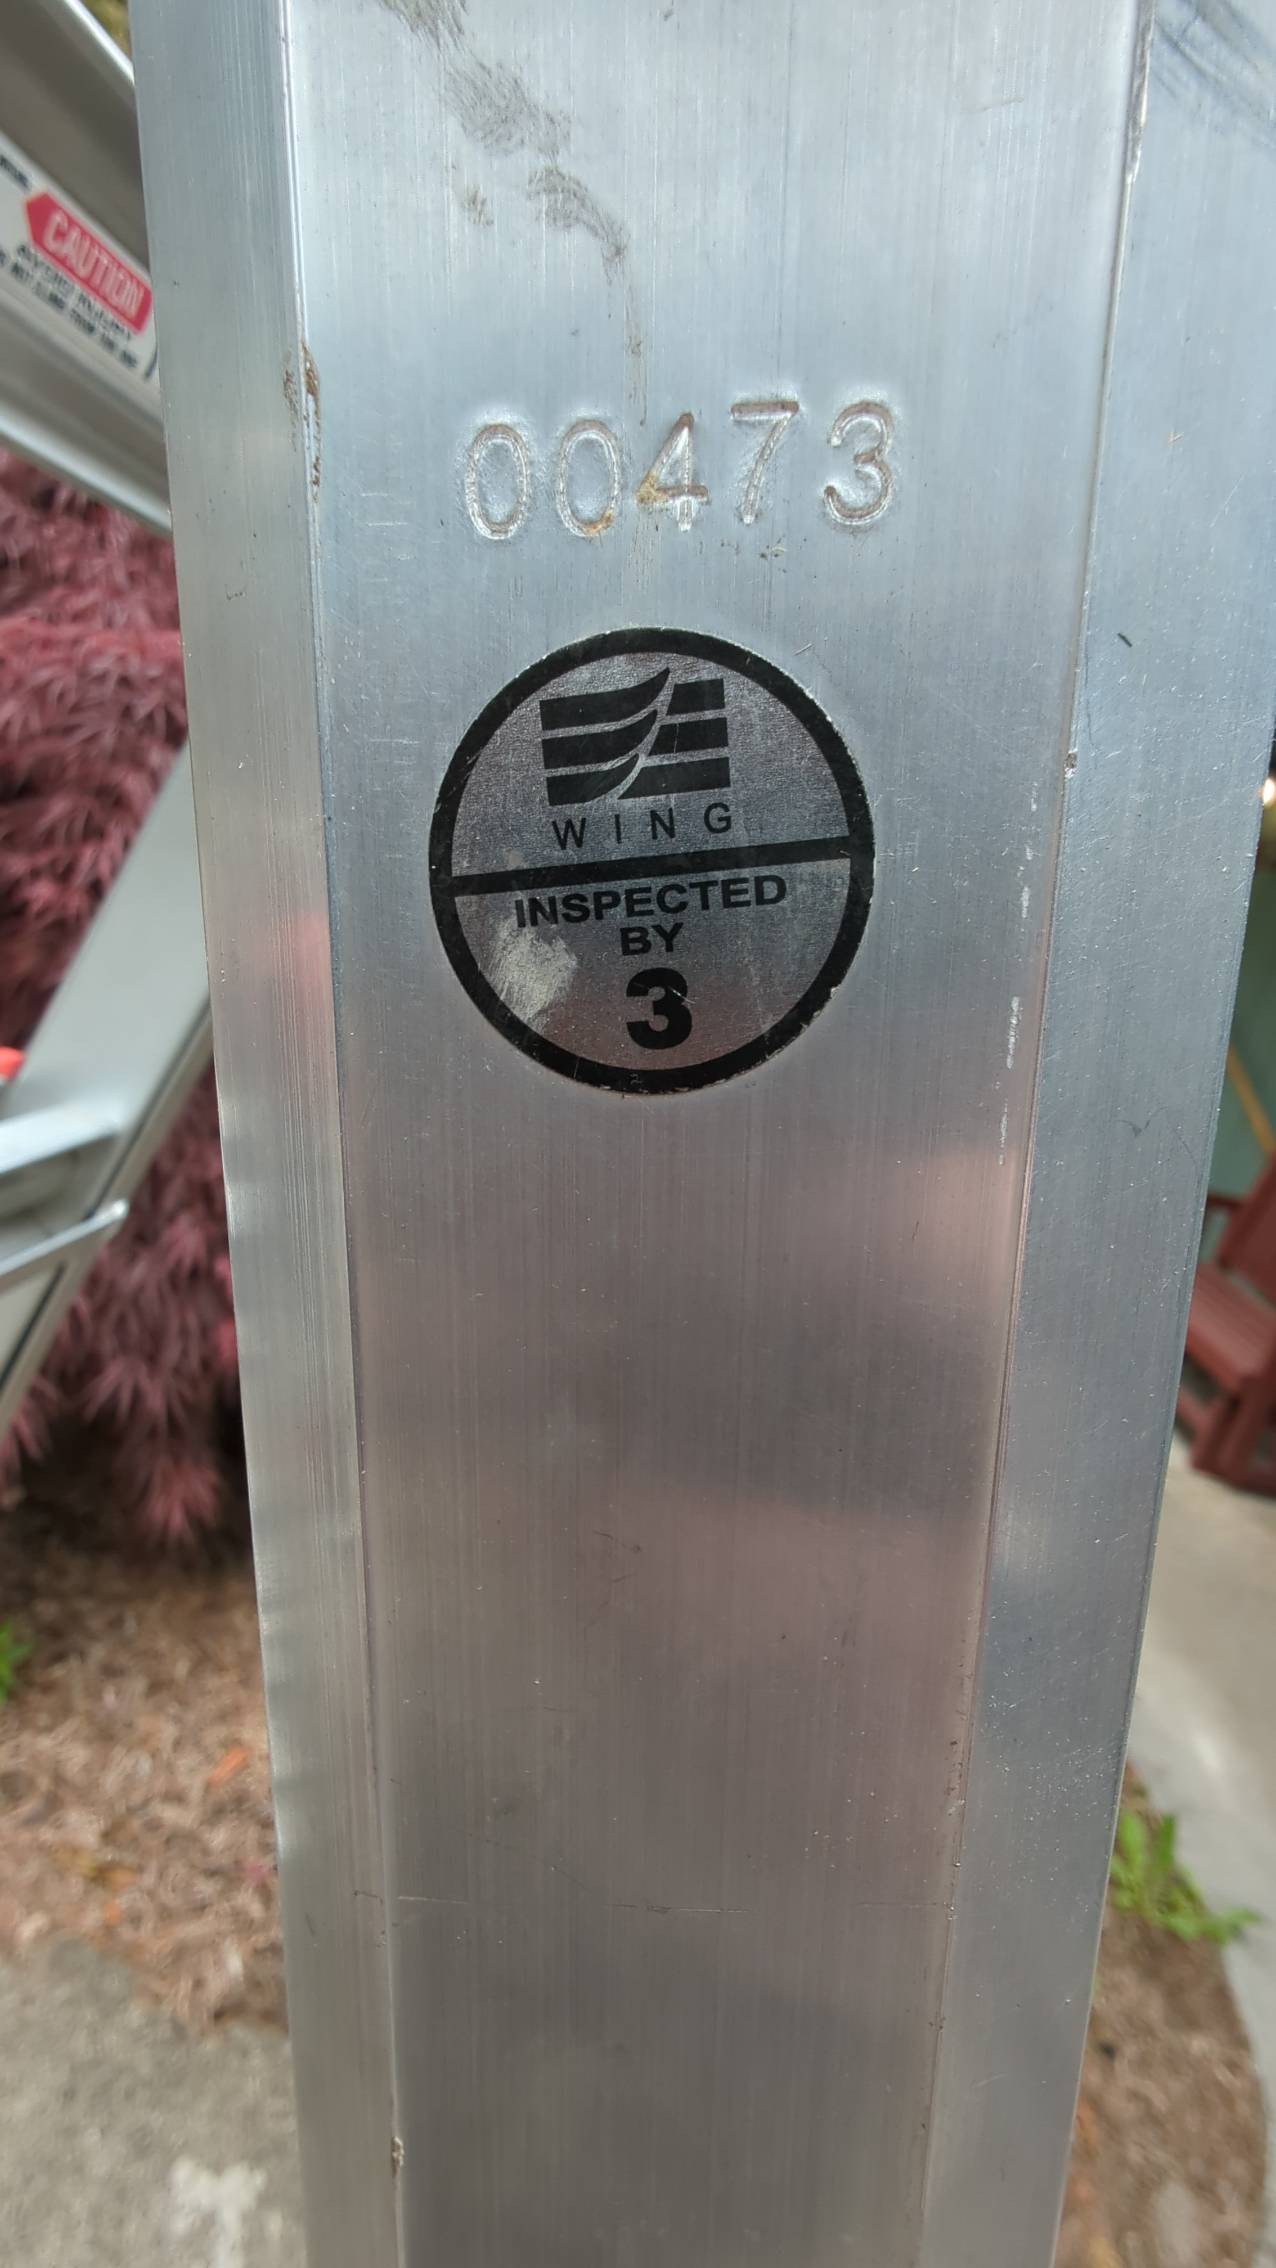 CAUTION
00473
WING
INSPECTED
BY
3